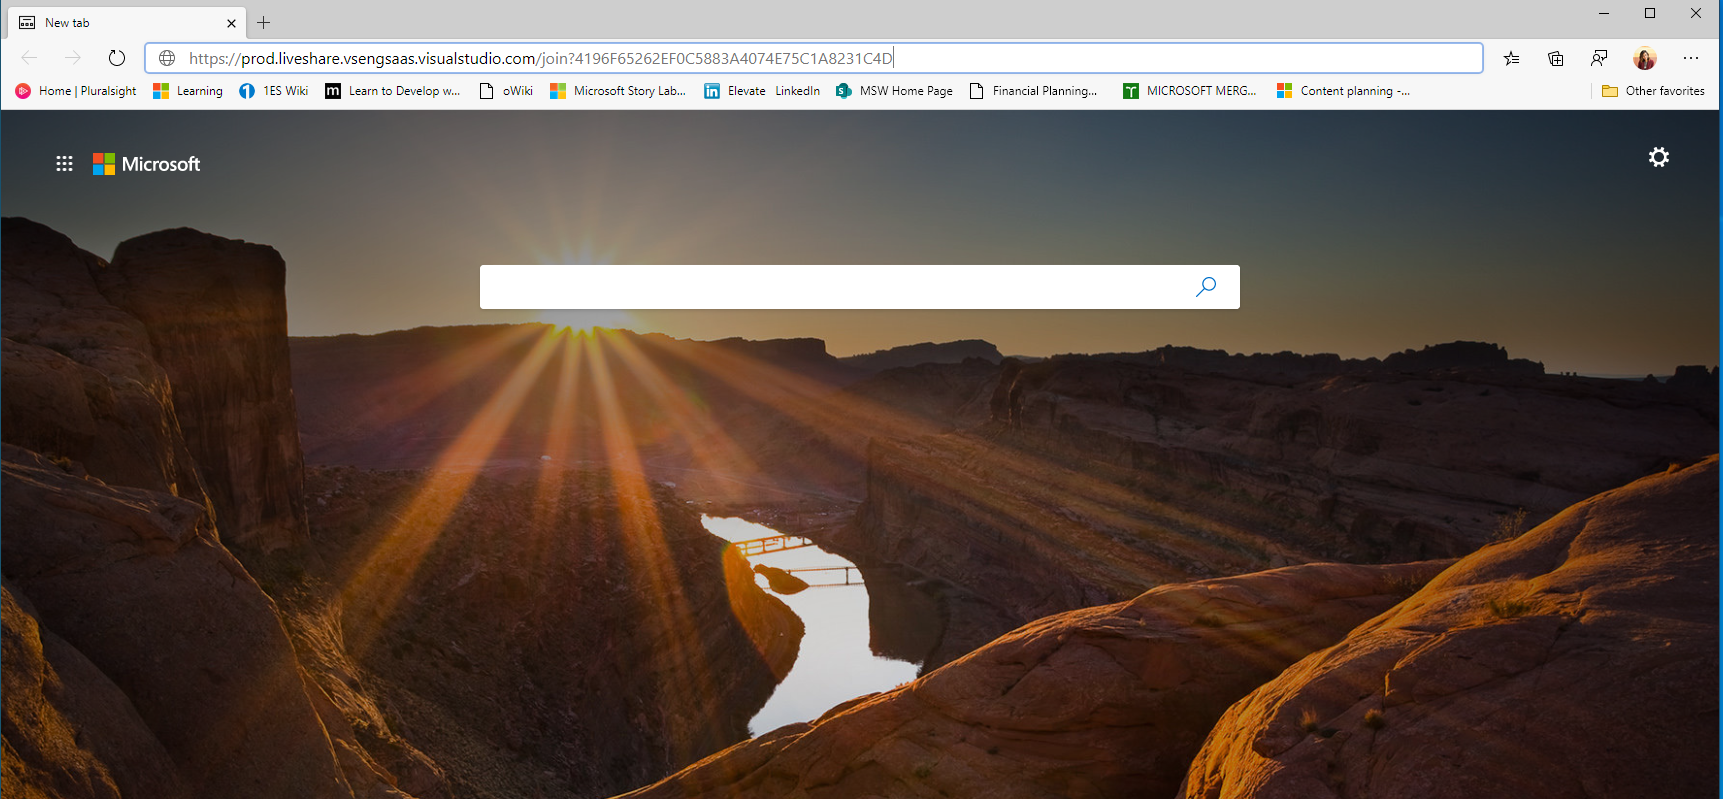 New tab
https://prod.liveshare.vsengsaas.visualstudio.com/join?4196F65262EF0C5883A4074E75C1A8231C4D
Home | Pluralsight Learning 1ES Wiki m Learn to Develop w... oWiki Microsoft Story Lab... in Elevate LinkedIn S MSW Home Page Financial Planning... T MICROSOFT MERG... Content planning -... Other favorites
Microsoft